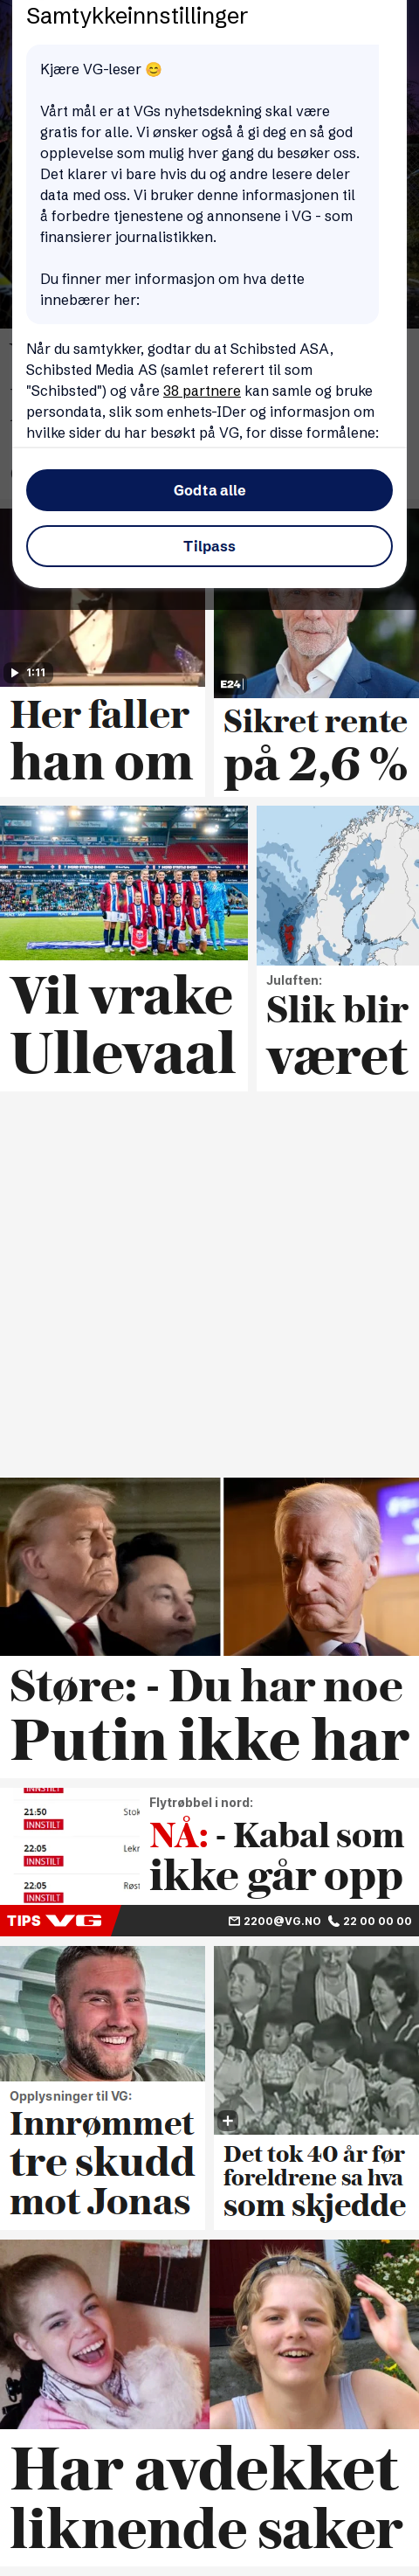 Samtykkeinnstillinger
Kjære VG-leser 😊
Vårt mål er at VGs nyhetsdekning skal være
gratis for alle. Vi ønsker også å gi deg en så god
opplevelse som mulig hver gang du besøker oss.
Det klarer vi bare hvis du og andre lesere deler
data med oss. Vi bruker denne informasjonen til
å forbedre tjenestene og annonsene i VG - som
finansierer journalistikken.
Du finner mer informasjon om hva dette
innebærer her:
Når du samtykker, godtar du at Schibsted ASA,
Schibsted Media AS (samlet referert til som
"Schibsted") og våre 38 partnere kan samle og bruke
persondata, slik som enhets-IDer og informasjon om
hvilke sider du har besøkt på VG, for disse formålene:
Godta alle
Tilpass
1:11
Her faller
han om
E24
Sikret rente
på 2,6 %
Vil vrake
Ullevaal
Julaften:
Slik blir
været
Støre: - Du har noe
Putin ikke har
INNSTILT
21:50 Stok
INNSTILT
22:05 Lekr
INNSTILT
22:05 Røst
INNSTILT
Flytrøbbel i nord:
NÅ: - Kabal som
ikke går opp
TIPS VG 2200@VG.NO 22 00 00 00
Opplysninger til VG:
Innrømmet
tre skudd
mot Jonas
Det tok 40 år før
foreldrene sa hva
som skjedde
Har avdekket
liknende saker